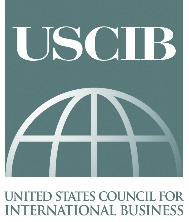 USCIB
UNITED STATES COUNCIL FOR
INTERNATIONAL BUSINESS